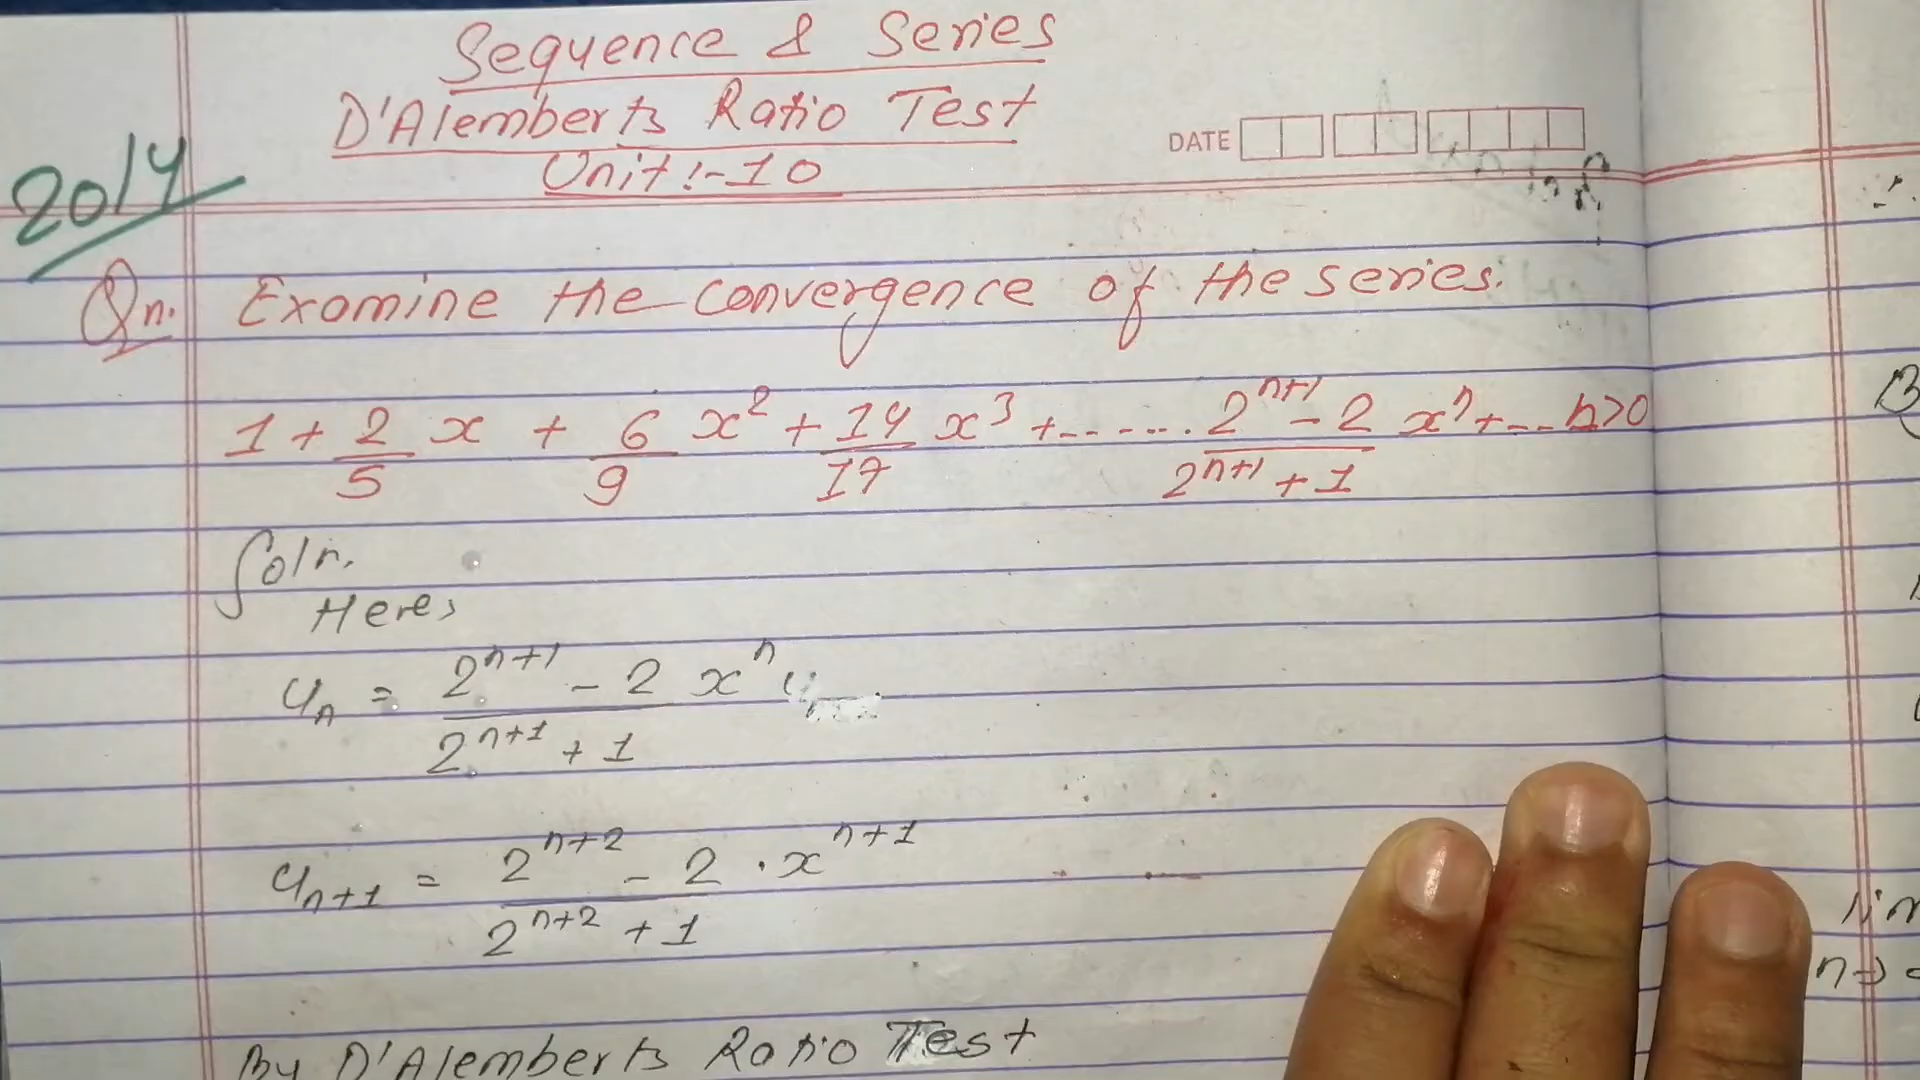 Sequence & Series
D'Alemberts Ratio Test
Unit:-10
DATE
2014
Qn. Examine the convergence of the series.
1 + 2/5 x + 6/9 x² + 14/17 x³ + ...... 2^(n+1) - 2 / 2^(n+1) + 1 xⁿ + ... n>0
Soln.
Here,
Un = 2^(n+1) - 2 / 2^(n+1) + 1 xⁿ
Un+1 = 2^(n+2) - 2 / 2^(n+2) + 1 . x^(n+1)
By D'Alemberts Ratio Test